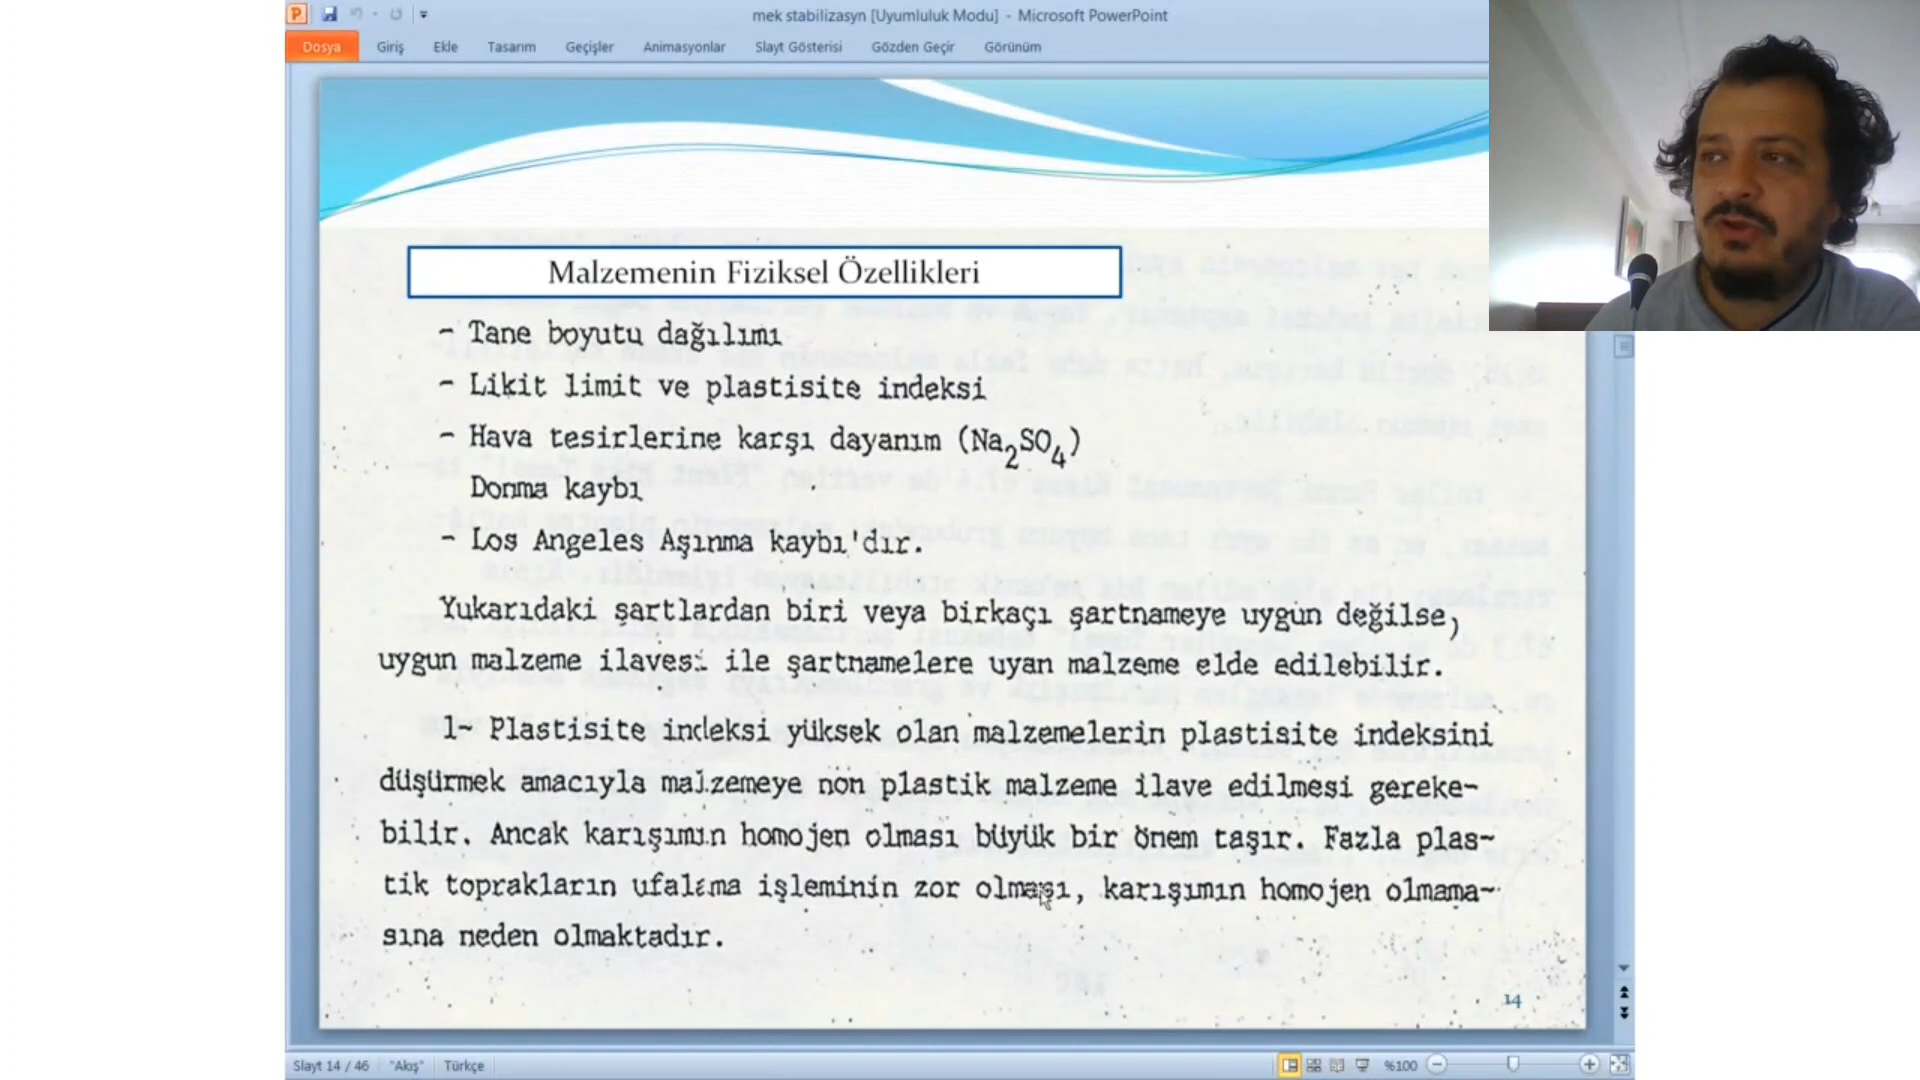 mek stabilizasyn [Uyumluluk Modu] - Microsoft PowerPoint
Dosya Giriş Ekle Tasarım Geçişler Animasyonlar Slayt Gösterisi Gözden Geçir Görünüm
Malzemenin Fiziksel Özellikleri
- Tane boyutu dağılımı
- Likit limit ve plastisite indeksi
- Hava tesirlerine karşı dayanım (Na2SO4)
Donma kaybı
- Los Angeles Aşınma kaybı'dır.
Yukarıdaki şartlardan biri veya birkaçı şartnameye uygun değilse,
uygun malzeme ilavesi ile şartnamelere uyan malzeme elde edilebilir.
1- Plastisite indeksi yüksek olan malzemelerin plastisite indeksini
düşürmek amacıyla malzemeye non plastik malzeme ilave edilmesi gereke-
bilir. Ancak karışımın homojen olması büyük bir önem taşır. Fazla plas-
tik toprakların ufalama işleminin zor olması, karışımın homojen olmama-
sına neden olmaktadır.
14
Slayt 14 / 46 "Akış" Türkçe %100